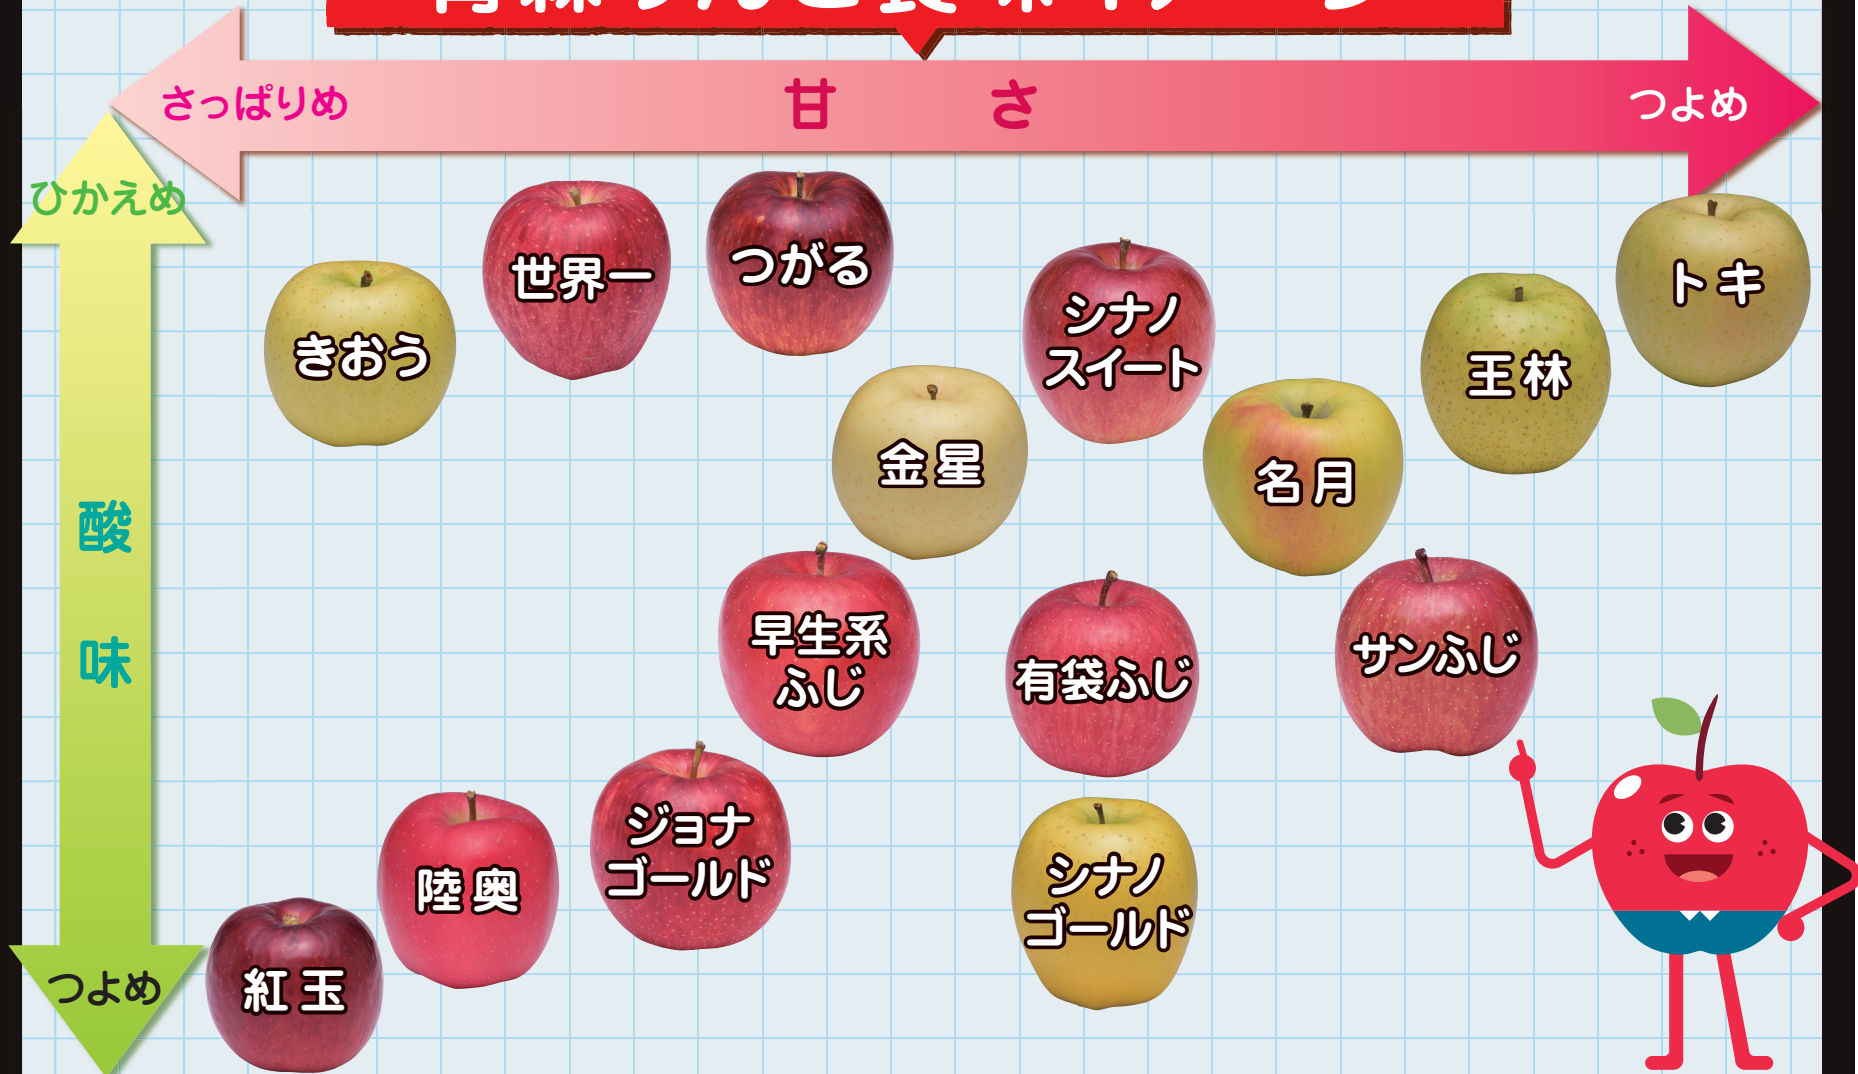 さっぱりめ
甘 さ
つよめ
ひかえめ
酸
味
つよめ
きおう
世界一
つがる
シナノ
スイート
金星
名月
王林
トキ
早生系
ふじ
有袋ふじ
サンふじ
ジョナ
ゴールド
シナノ
ゴールド
陸奥
紅玉